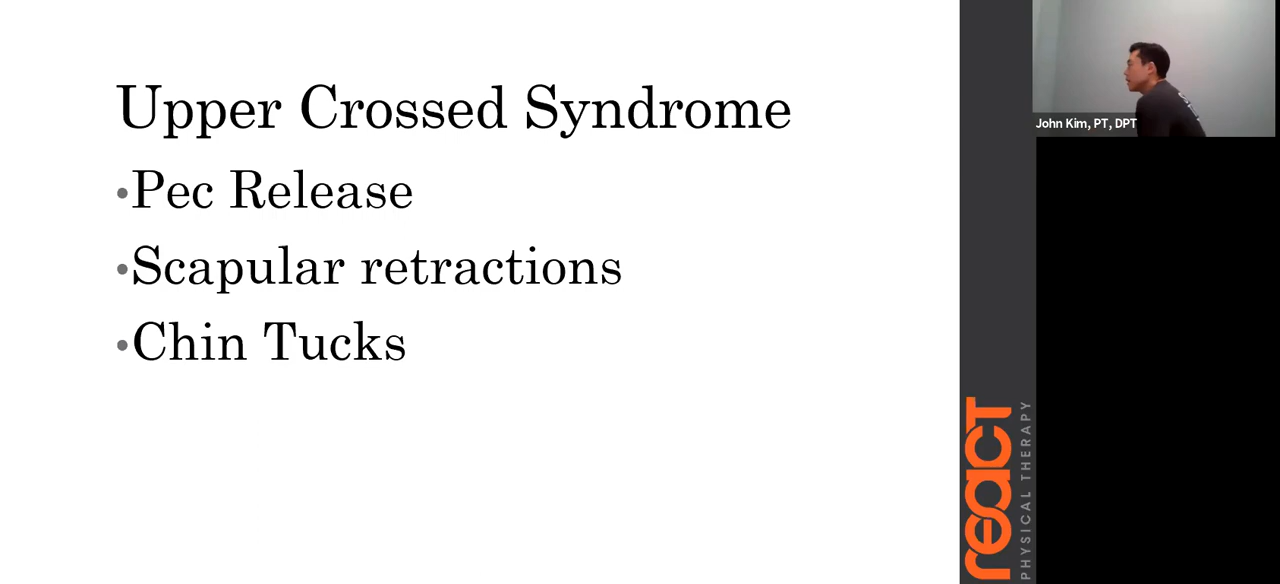 Upper Crossed Syndrome
•Pec Release
•Scapular retractions
•Chin Tucks
John Kim, PT, DPT
react
PHYSICAL THERAPY